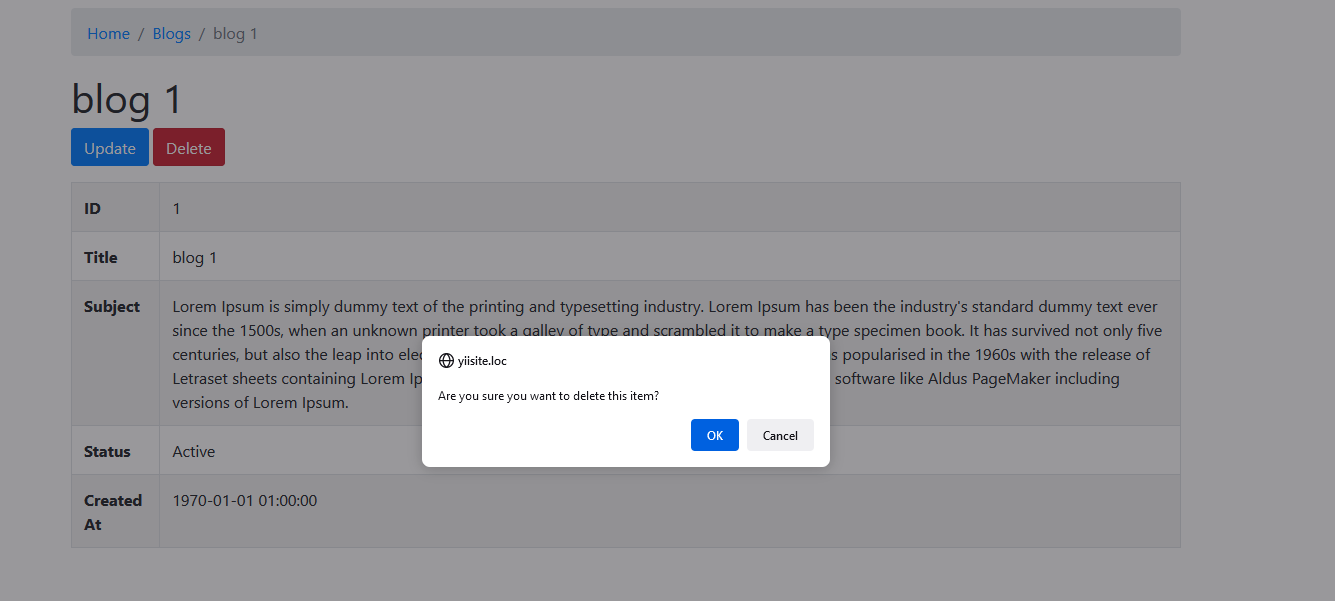 Home / Blogs / blog 1
blog 1
Update Delete
ID 1
Title blog 1
Subject Lorem Ipsum is simply dummy text of the printing and typesetting industry. Lorem Ipsum has been the industry's standard dummy text ever
since the 1500s, when an unknown printer took a galley of type and scrambled it to make a type specimen book. It has survived not only five
centuries, but also the leap into s popularised in the 1960s with the release of
Letraset sheets containing Lorem software like Aldus PageMaker including
versions of Lorem Ipsum.
yiisite.loc
Are you sure you want to delete this item?
OK Cancel
Status Active
Created 1970-01-01 01:00:00
At